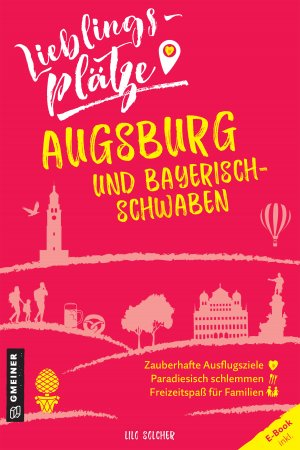 Lieblings-
plätze
AUGSBURG
UND BAYERISCH-
SCHWABEN
Zauberhafte Ausflugsziele
Paradiesisch schlemmen
Freizeitspaß für Familien
E-Book
inkl.
GMEINER
LILO SOLCHER